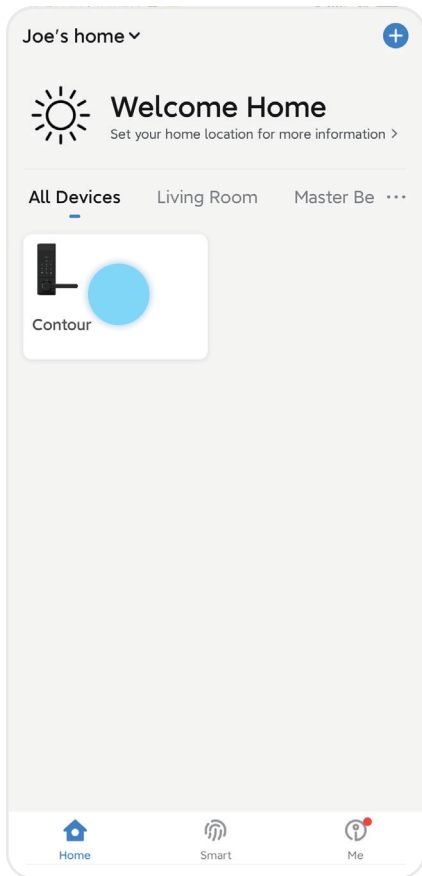 Joe's home
Welcome Home
Set your home location for more information >
All Devices Living Room Master Be ...
Contour
Home Smart Me